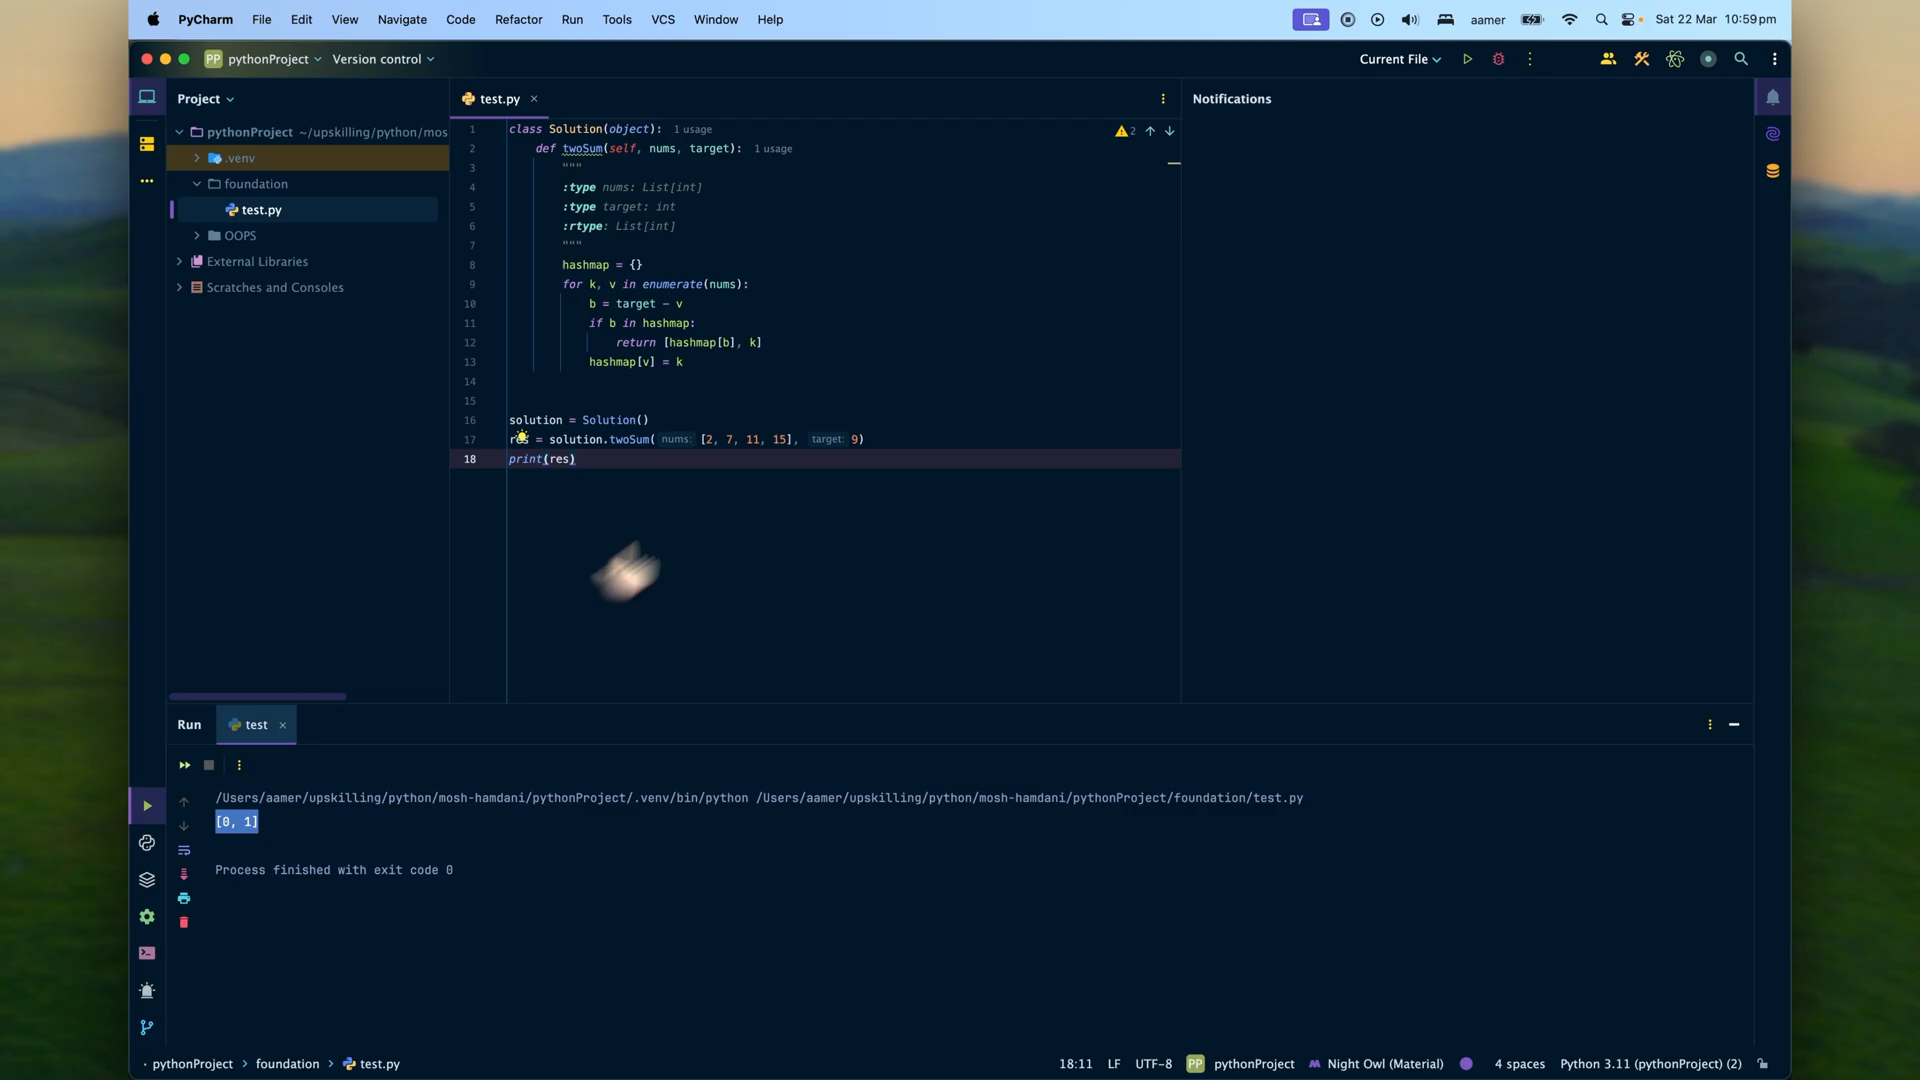 PyCharm File Edit View Navigate Code Refactor Run Tools VCS Window Help aamer Sat 22 Mar 10:59pm
PP pythonProject Version control Current File
Project
test.py
Notifications
pythonProject ~/upskilling/python/mos
.venv
foundation
test.py
OOPS
External Libraries
Scratches and Consoles
1 class Solution(object): 1 usage
2 def twoSum(self, nums, target): 1 usage
3 """
4 :type nums: List[int]
5 :type target: int
6 :rtype: List[int]
7 """
8 hashmap = {}
9 for k, v in enumerate(nums):
10 b = target - v
11 if b in hashmap:
12 return [hashmap[b], k]
13 hashmap[v] = k
14
15
16 solution = Solution()
17 res = solution.twoSum( nums: [2, 7, 11, 15], target: 9)
18 print(res)
2
Run test
/Users/aamer/upskilling/python/mosh-hamdani/pythonProject/.venv/bin/python /Users/aamer/upskilling/python/mosh-hamdani/pythonProject/foundation/test.py
[0, 1]
Process finished with exit code 0
pythonProject > foundation > test.py 18:11 LF UTF-8 PP pythonProject Night Owl (Material) 4 spaces Python 3.11 (pythonProject) (2)